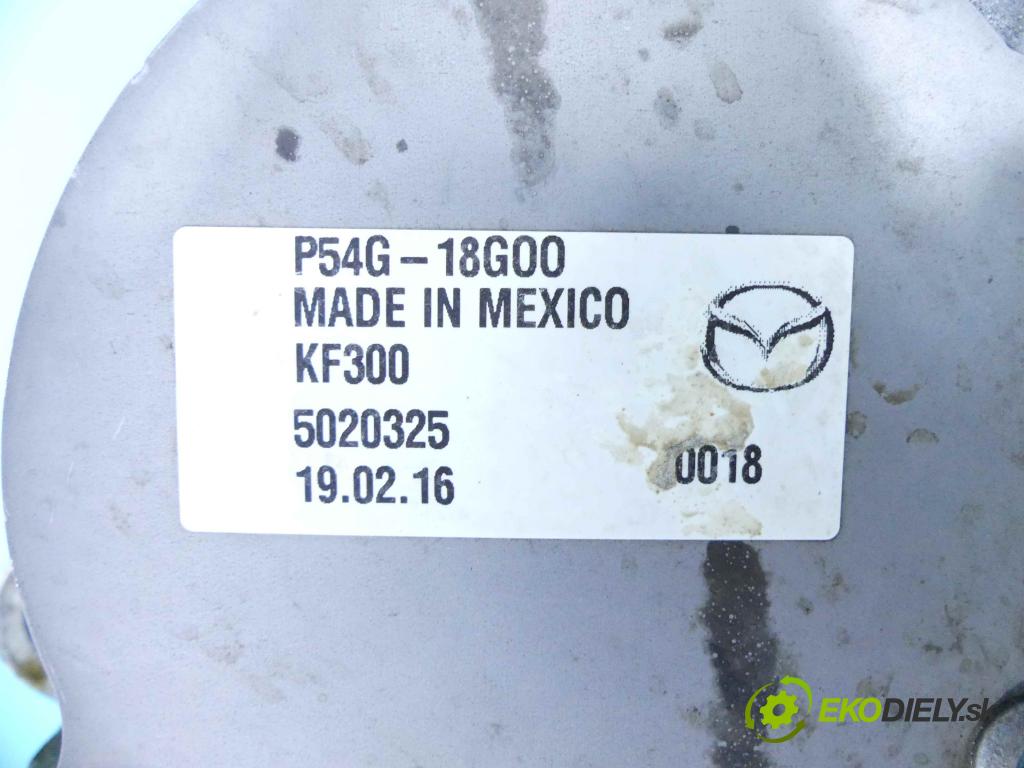 P54G-18G00
MADE IN MEXICO
KF300
5020325
19.02.16
0018
EKODIELY.sk